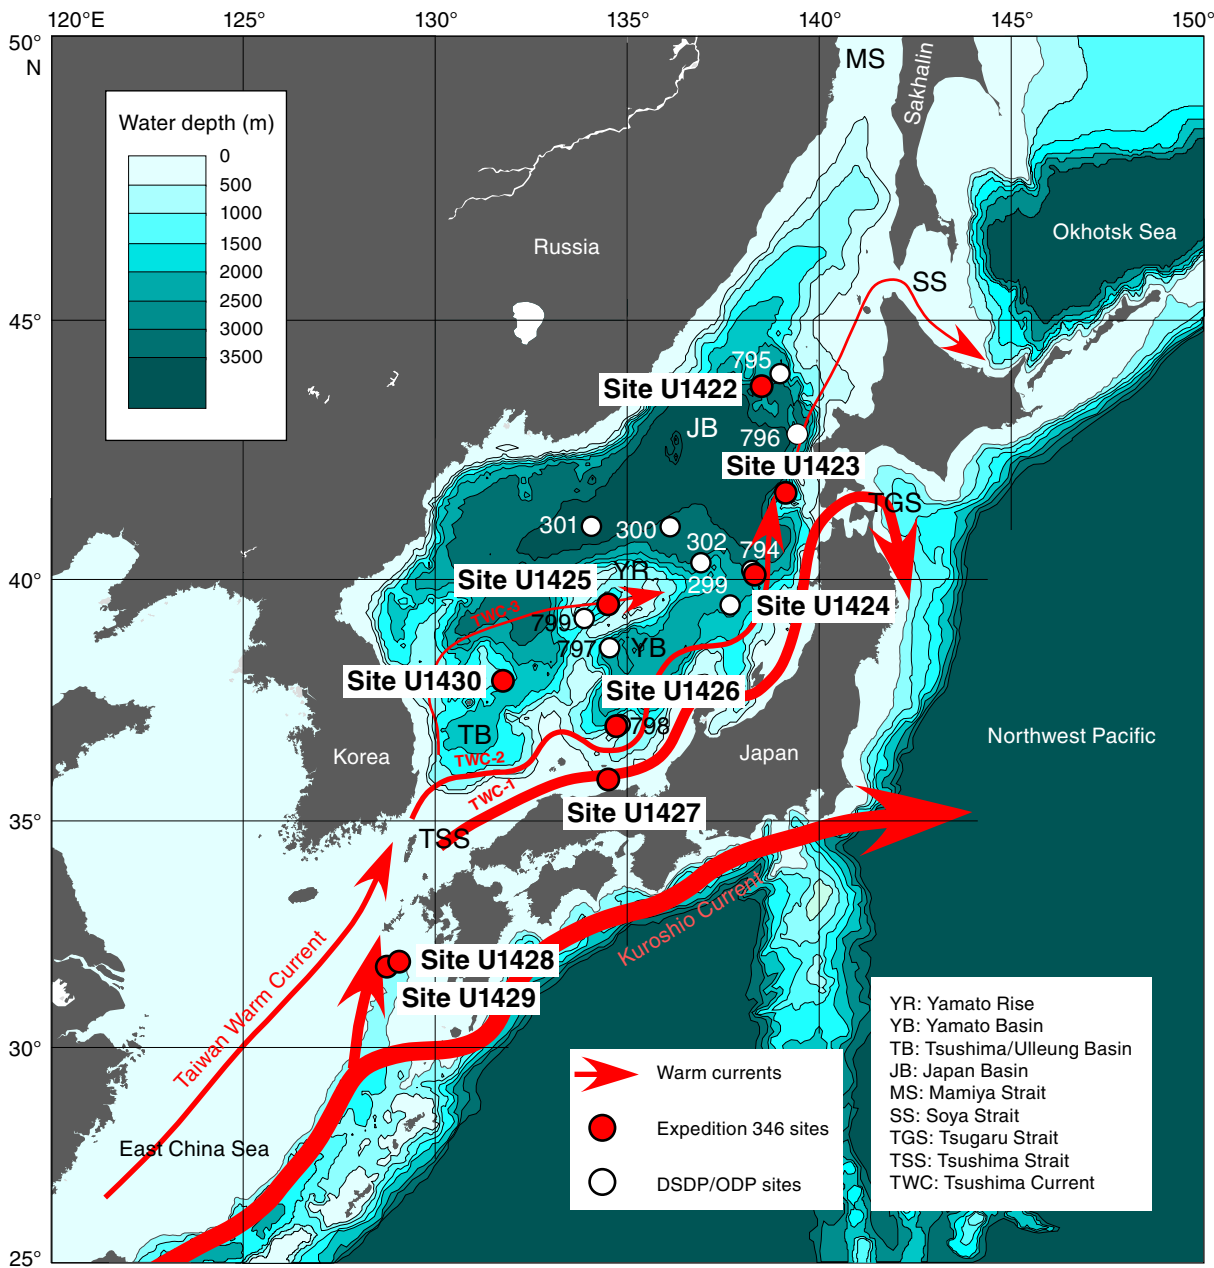 120°E
125°
130°
135°
140°
145°
150°
50°
N
45°
40°
35°
30°
25°
Water depth (m)
0
500
1000
1500
2000
2500
3000
3500
MS
Sakhalin
Okhotsk Sea
Russia
SS
795
Site U1422
JB
796
Site U1423
TGS
301
300
302
794
YR
Site U1425
299
Site U1424
TWC-3
799
797
YB
Site U1430
Site U1426
798
TB
Korea
TWC-2
TWC-1
Japan
Northwest Pacific
Site U1427
TSS
Kuroshio Current
Taiwan Warm Current
Site U1428
Site U1429
East China Sea
Warm currents
Expedition 346 sites
DSDP/ODP sites
YR: Yamato Rise
YB: Yamato Basin
TB: Tsushima/Ulleung Basin
JB: Japan Basin
MS: Mamiya Strait
SS: Soya Strait
TGS: Tsugaru Strait
TSS: Tsushima Strait
TWC: Tsushima Current